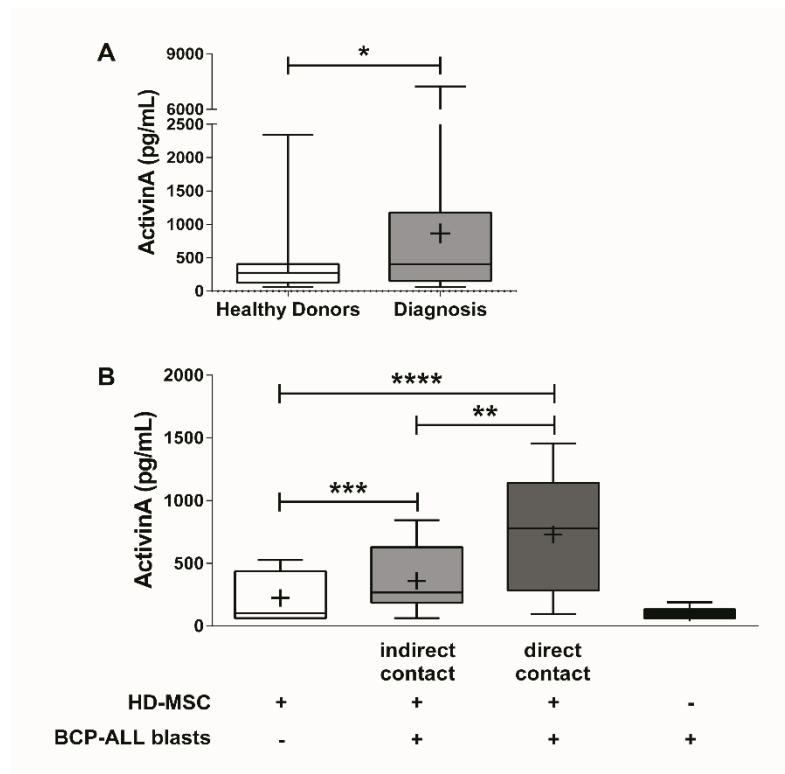 A
*
9000
6000
2500
2000
1500
1000
500
0
ActivinA (pg/mL)
+
Healthy Donors Diagnosis
B
2000
1500
1000
500
0
ActivinA (pg/mL)
****
**
***
+ + +
indirect contact
direct contact
HD-MSC + + + -
BCP-ALL blasts - + + +